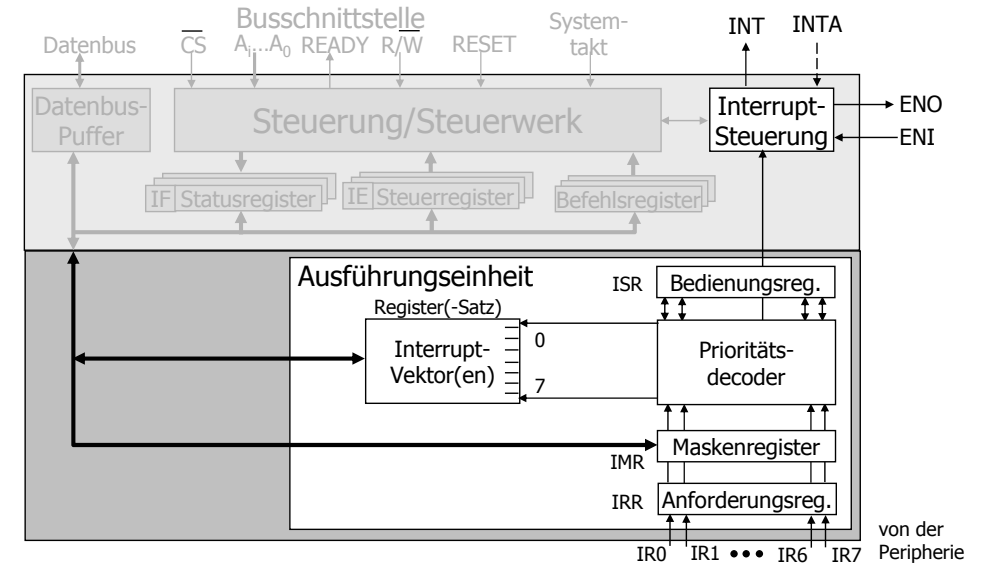 Busschnittstelle
System-
takt
INT
INTA
Datenbus
CS
Ai...A0
READY
R/W
RESET
Datenbus-
Puffer
Steuerung/Steuerwerk
Interrupt-
Steuerung
ENO
ENI
IF Statusregister
IE Steuerregister
Befehlsregister
Ausführungseinheit
ISR
Bedienungsreg.
Register(-Satz)
Interrupt-
Vektor(en)
0
7
Prioritäts-
decoder
IMR
Maskenregister
IRR
Anforderungsreg.
IR0 IR1 ••• IR6 IR7
von der
Peripherie